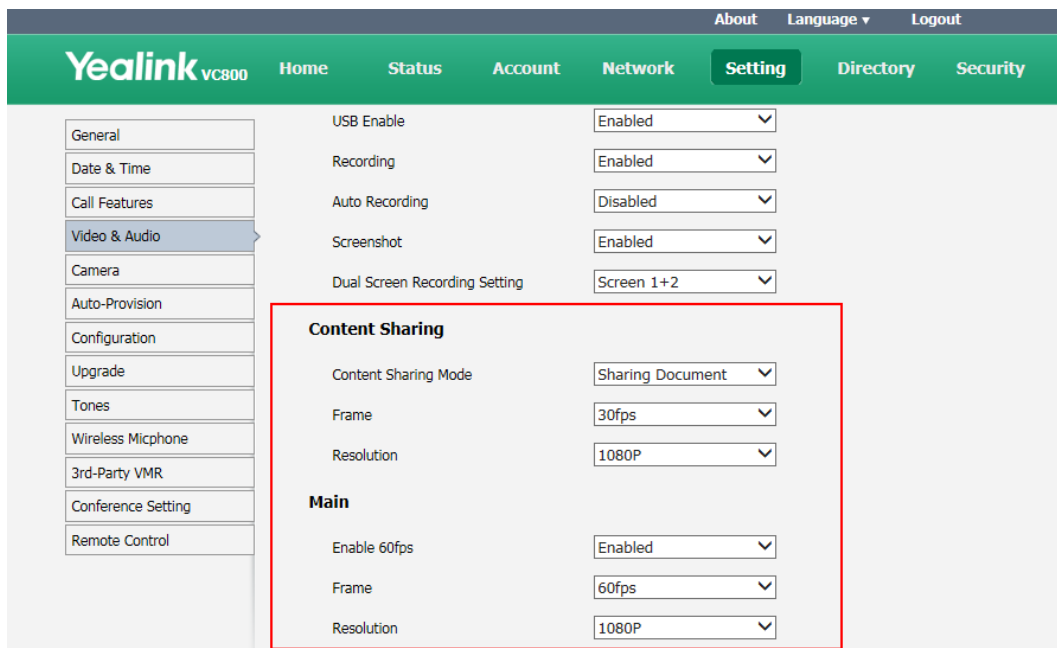 About Language ▾ Logout
Yealink VC800 Home Status Account Network Setting Directory Security
General
Date & Time
Call Features
Video & Audio
Camera
Auto-Provision
Configuration
Upgrade
Tones
Wireless Micphone
3rd-Party VMR
Conference Setting
Remote Control
USB Enable Enabled
Recording Enabled
Auto Recording Disabled
Screenshot Enabled
Dual Screen Recording Setting Screen 1+2
Content Sharing
Content Sharing Mode Sharing Document
Frame 30fps
Resolution 1080P
Main
Enable 60fps Enabled
Frame 60fps
Resolution 1080P